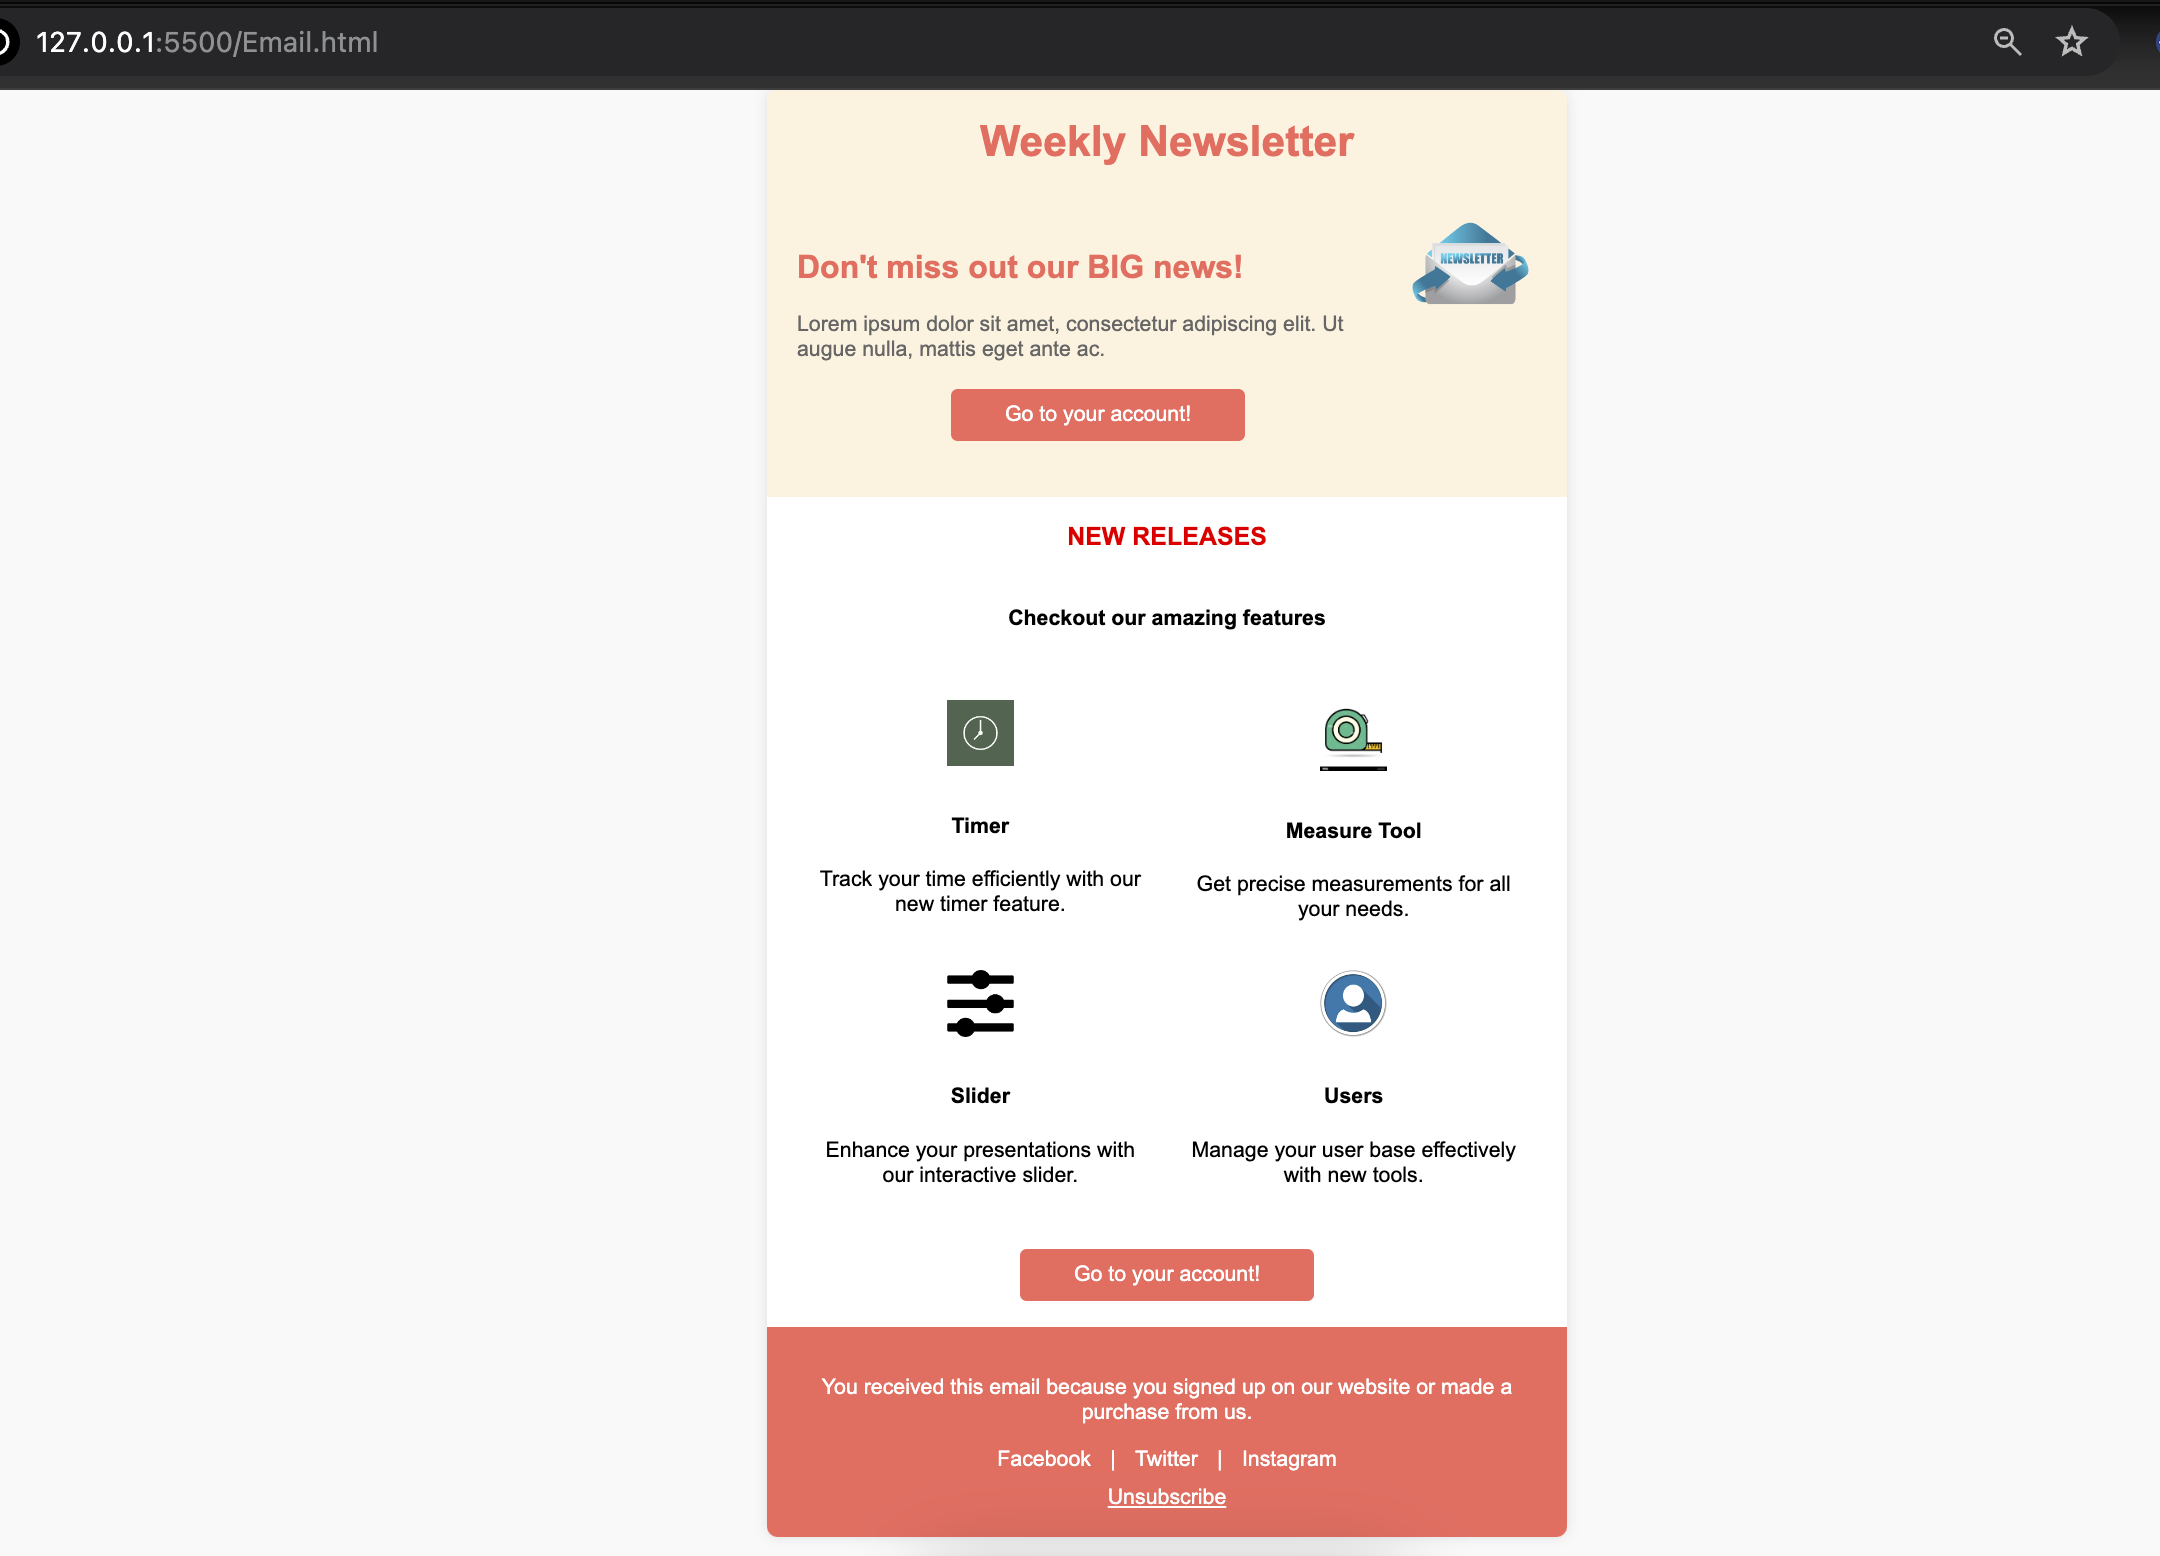 127.0.0.1:5500/Email.html
Weekly Newsletter
NEWSLETTER
Don't miss out our BIG news!
Lorem ipsum dolor sit amet, consectetur adipiscing elit. Ut
augue nulla, mattis eget ante ac.
Go to your account!
NEW RELEASES
Checkout our amazing features
Timer
Track your time efficiently with our
new timer feature.
Measure Tool
Get precise measurements for all
your needs.
Slider
Enhance your presentations with
our interactive slider.
Users
Manage your user base effectively
with new tools.
Go to your account!
You received this email because you signed up on our website or made a
purchase from us.
Facebook | Twitter | Instagram
Unsubscribe